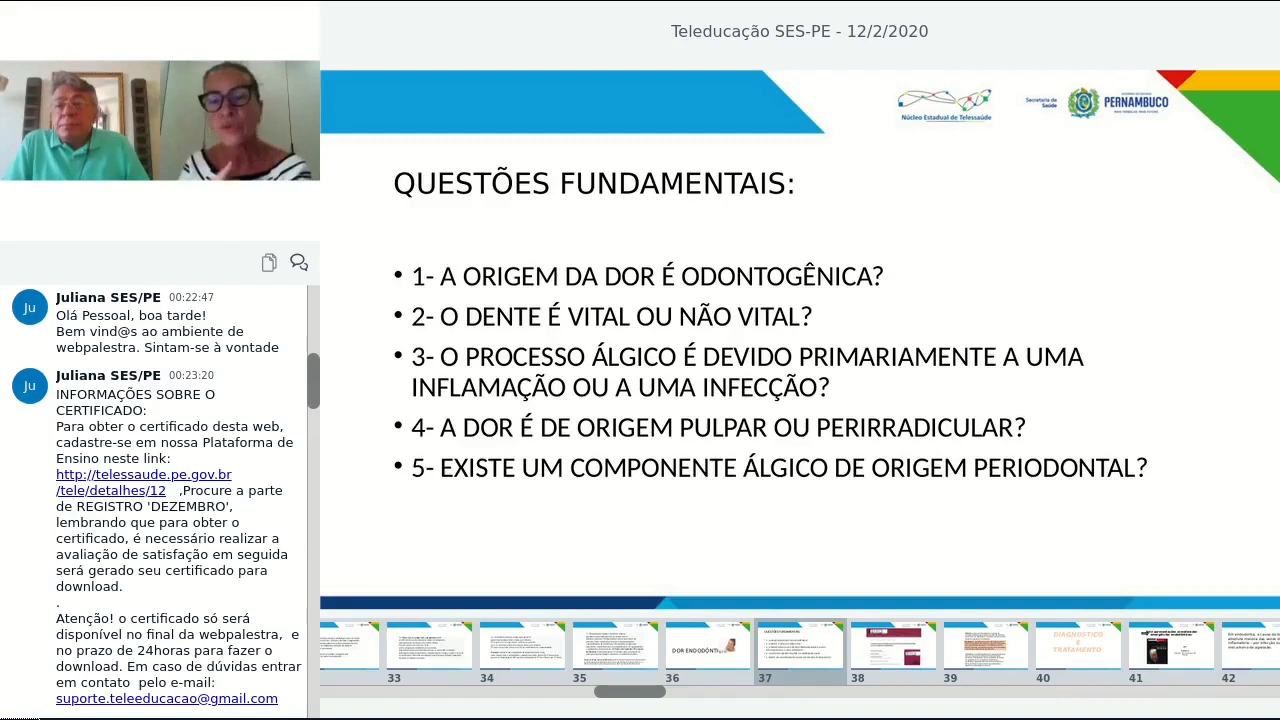 Teleducação SES-PE - 12/2/2020
Núcleo Estadual de Telessaúde
Secretaria de
Saúde
PERNAMBUCO
QUESTÕES FUNDAMENTAIS:
• 1- A ORIGEM DA DOR É ODONTOGÊNICA?
• 2- O DENTE É VITAL OU NÃO VITAL?
• 3- O PROCESSO ÁLGICO É DEVIDO PRIMARIAMENTE A UMA
INFLAMAÇÃO OU A UMA INFECÇÃO?
• 4- A DOR É DE ORIGEM PULPAR OU PERIRRADICULAR?
• 5- EXISTE UM COMPONENTE ÁLGICO DE ORIGEM PERIODONTAL?
Ju
Juliana SES/PE 00:22:47
Olá Pessoal, boa tarde!
Bem vind@s ao ambiente de
webpalestra. Sintam-se à vontade
Ju
Juliana SES/PE 00:23:20
INFORMAÇÕES SOBRE O
CERTIFICADO:
Para obter o certificado desta web,
cadastre-se em nossa Plataforma de
Ensino neste link:
http://telessaude.pe.gov.br
/tele/detalhes/12 ,Procure a parte
de REGISTRO 'DEZEMBRO',
lembrando que para obter o
certificado, é necessário realizar a
avaliação de satisfação em seguida
será gerado seu certificado para
download.
.
Atenção! o certificado só será
disponível no final da webpalestra, e
no prazo de 24horas para fazer o
download. Em caso de dúvidas entrar
em contato pelo e-mail:
suporte.teleeducacao@gmail.com
DOR ENDODÔNTI
QUESTÕES FUNDAMENTAIS:
DIAGNOSTICO
E
TRATAMENTO
33 34 35 36 37 38 39 40 41 42